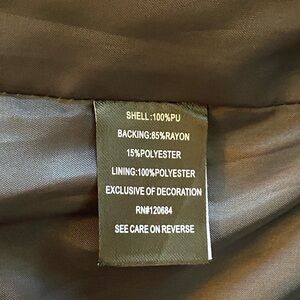 SHELL:100%PU
BACKING:85%RAYON
15%POLYESTER
LINING:100%POLYESTER
EXCLUSIVE OF DECORATION
RN#120684
SEE CARE ON REVERSE